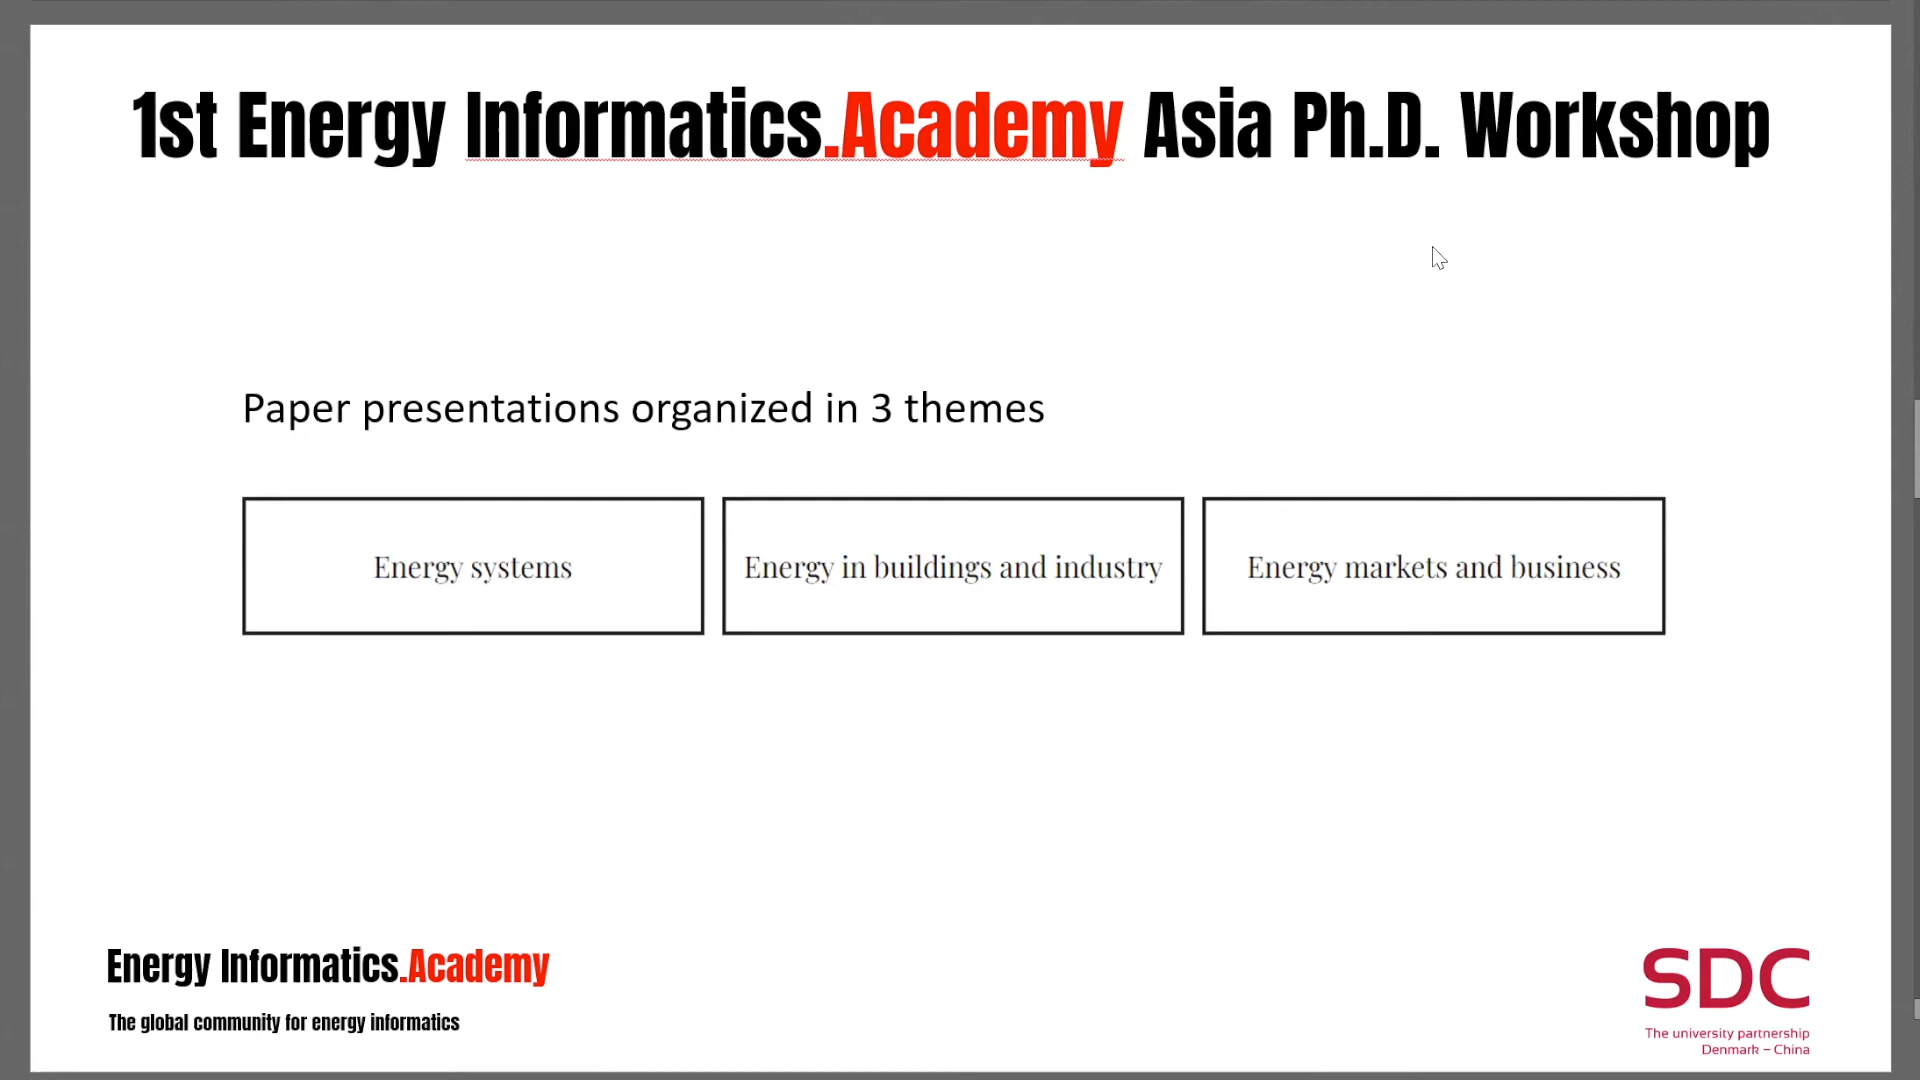 1st Energy Informatics.Academy Asia Ph.D. Workshop
Paper presentations organized in 3 themes
Energy systems
Energy in buildings and industry
Energy markets and business
Energy Informatics.Academy
The global community for energy informatics
SDC
The university partnership
Denmark – China